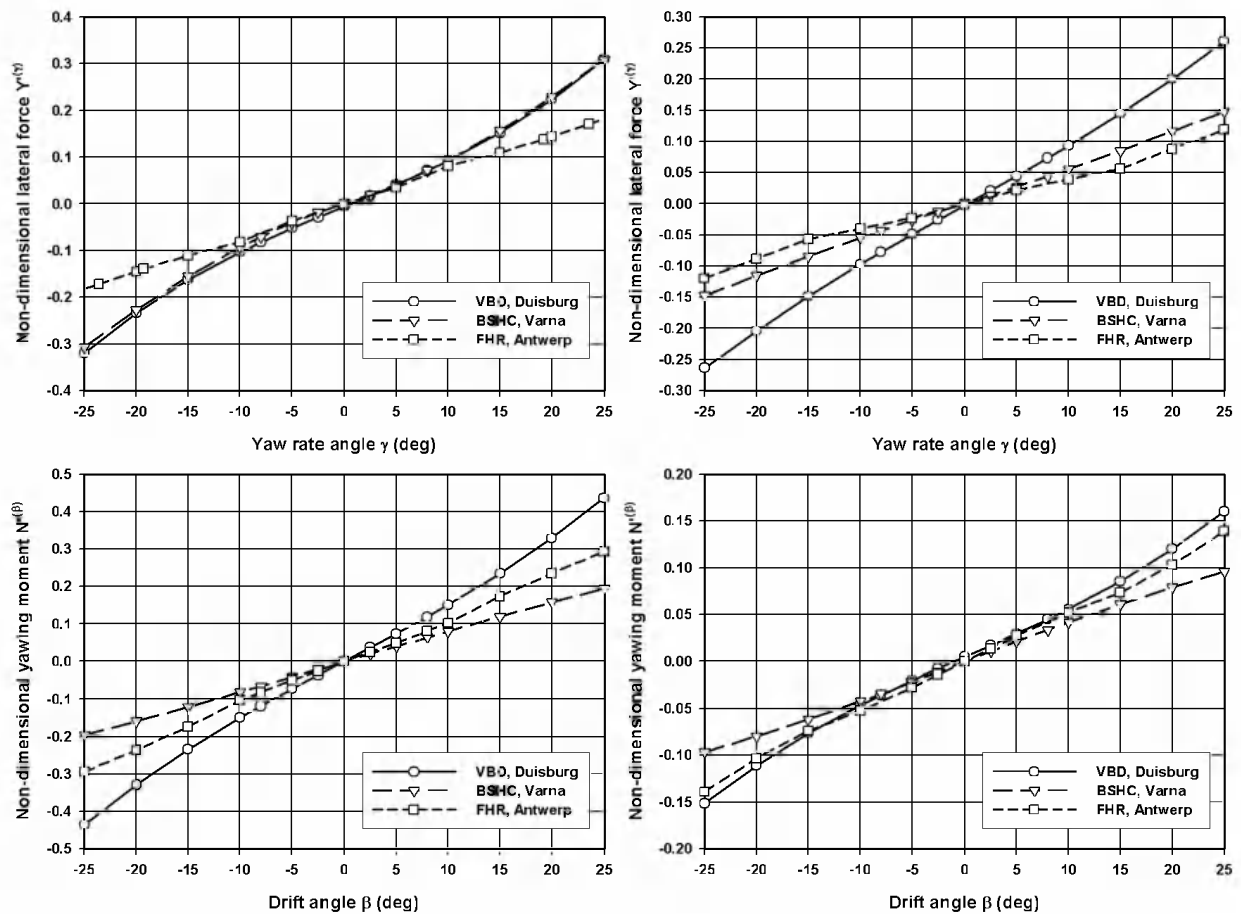 Non-dimensional lateral force Y'(γ)
0.4
0.3
0.2
0.1
0.0
-0.1
-0.2
-0.3
-0.4
VBD, Duisburg
BSHC, Varna
FHR, Antwerp
-25 -20 -15 -10 -5 0 5 10 15 20 25
Yaw rate angle γ (deg)
Non-dimensional lateral force Y'(γ)
0.30
0.25
0.20
0.15
0.10
0.05
0.00
-0.05
-0.10
-0.15
-0.20
-0.25
-0.30
VBD, Duisburg
BSHC, Varna
FHR, Antwerp
-25 -20 -15 -10 -5 0 5 10 15 20 25
Yaw rate angle γ (deg)
Non-dimensional yawing moment N'(β)
0.5
0.4
0.3
0.2
0.1
0.0
-0.1
-0.2
-0.3
-0.4
-0.5
VBD, Duisburg
BSHC, Varna
FHR, Antwerp
-25 -20 -15 -10 -5 0 5 10 15 20 25
Drift angle β (deg)
Non-dimensional yawing moment N'(β)
0.20
0.15
0.10
0.05
0.00
-0.05
-0.10
-0.15
-0.20
VBD, Duisburg
BSHC, Varna
FHR, Antwerp
-25 -20 -15 -10 -5 0 5 10 15 20 25
Drift angle β (deg)